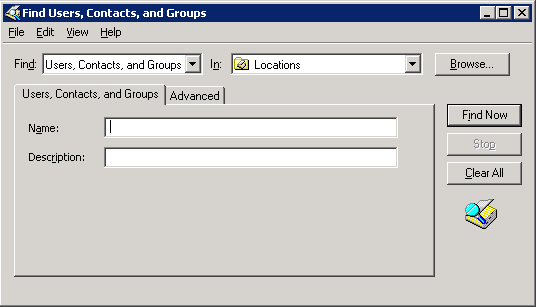 Find Users, Contacts, and Groups
File Edit View Help
Find: Users, Contacts, and Groups In: Locations Browse...
Users, Contacts, and Groups Advanced
Name:
Description:
Find Now
Stop
Clear All